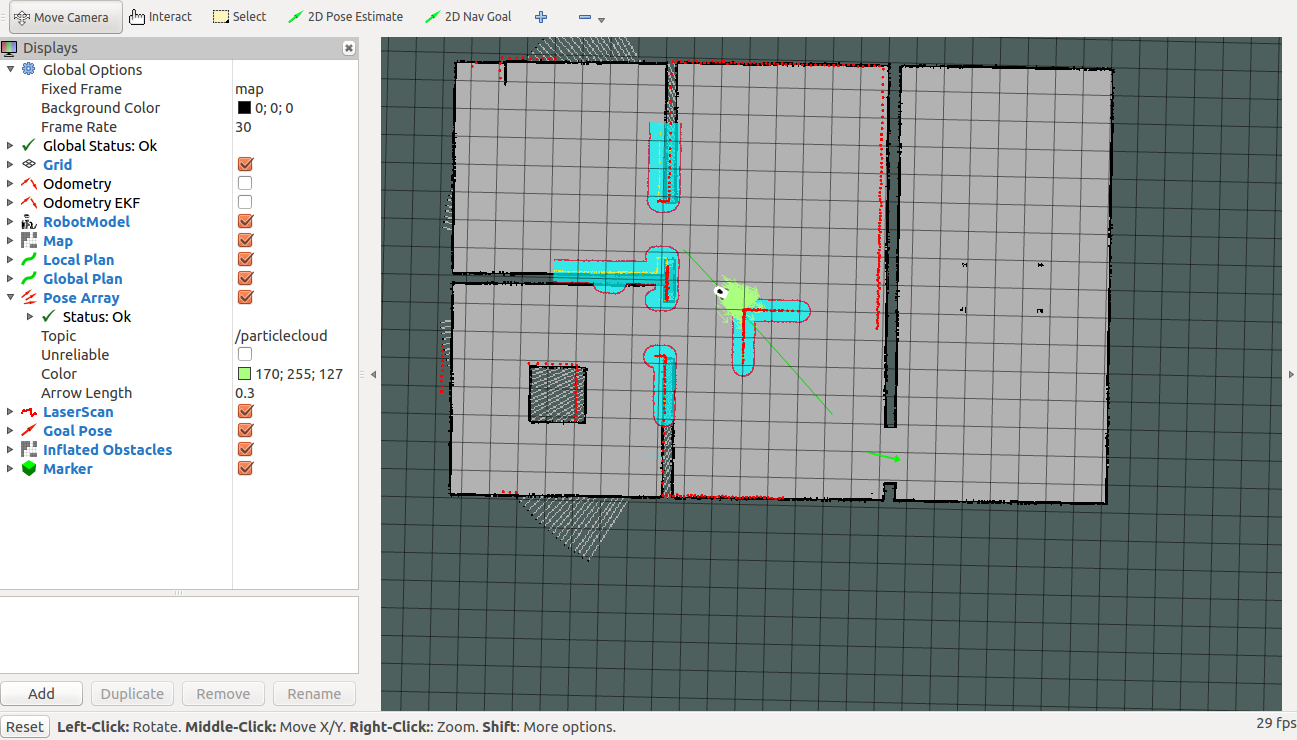 Move Camera Interact Select 2D Pose Estimate 2D Nav Goal
Displays
Global Options
Fixed Frame map
Background Color 0; 0; 0
Frame Rate 30
Global Status: Ok
Grid
Odometry
Odometry EKF
RobotModel
Map
Local Plan
Global Plan
Pose Array
Status: Ok
Topic /particlecloud
Unreliable
Color 170; 255; 127
Arrow Length 0.3
LaserScan
Goal Pose
Inflated Obstacles
Marker
Add Duplicate Remove Rename
Reset Left-Click: Rotate. Middle-Click: Move X/Y. Right-Click:: Zoom. Shift: More options. 29 fps